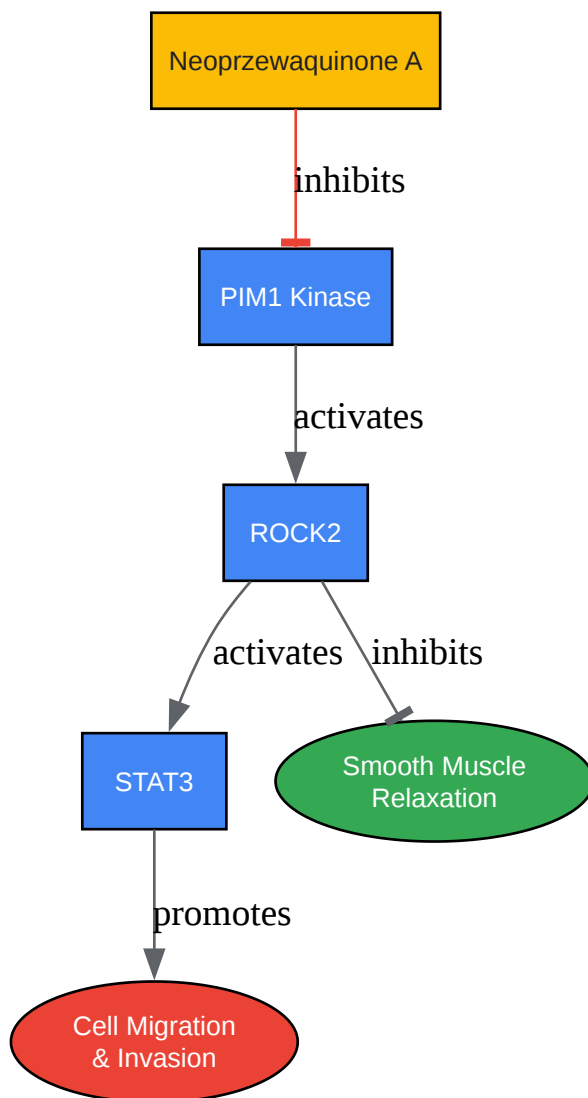 Neoprzewaquinone A
inhibits
PIM1 Kinase
activates
ROCK2
activates
inhibits
STAT3
Smooth Muscle
Relaxation
promotes
Cell Migration
& Invasion